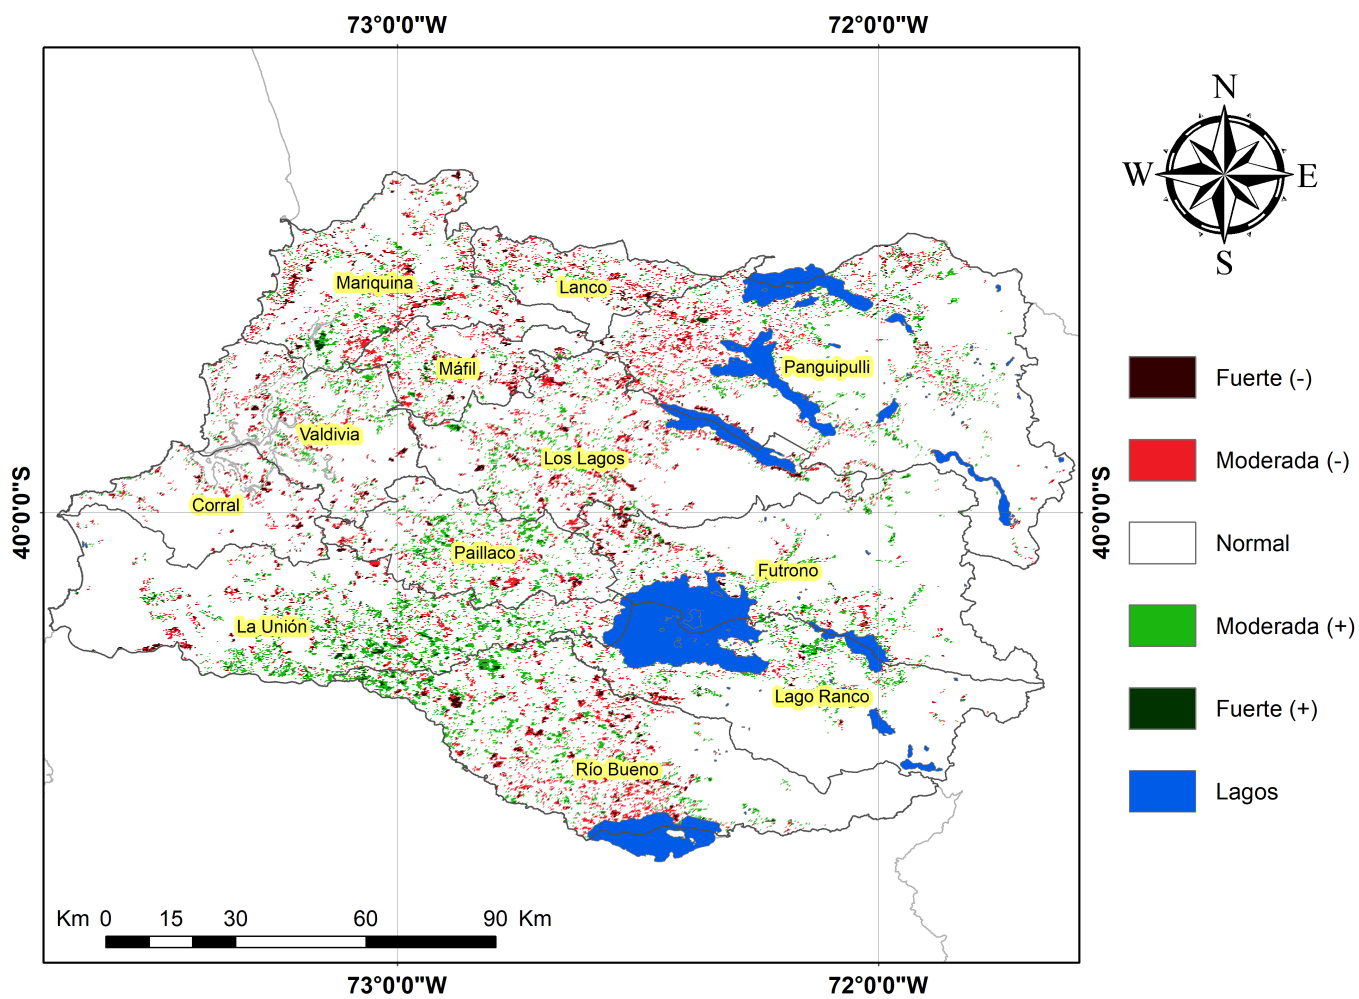 73°0'0"W
72°0'0"W
N
W
E
S
Mariquina
Lanco
Máfil
Panguipulli
Valdivia
Los Lagos
Corral
40°0'0"S
40°0'0"S
Paillaco
Futrono
La Unión
Lago Ranco
Río Bueno
Fuerte (-)
Moderada (-)
Normal
Moderada (+)
Fuerte (+)
Lagos
Km 0 15 30 60 90 Km
73°0'0"W
72°0'0"W